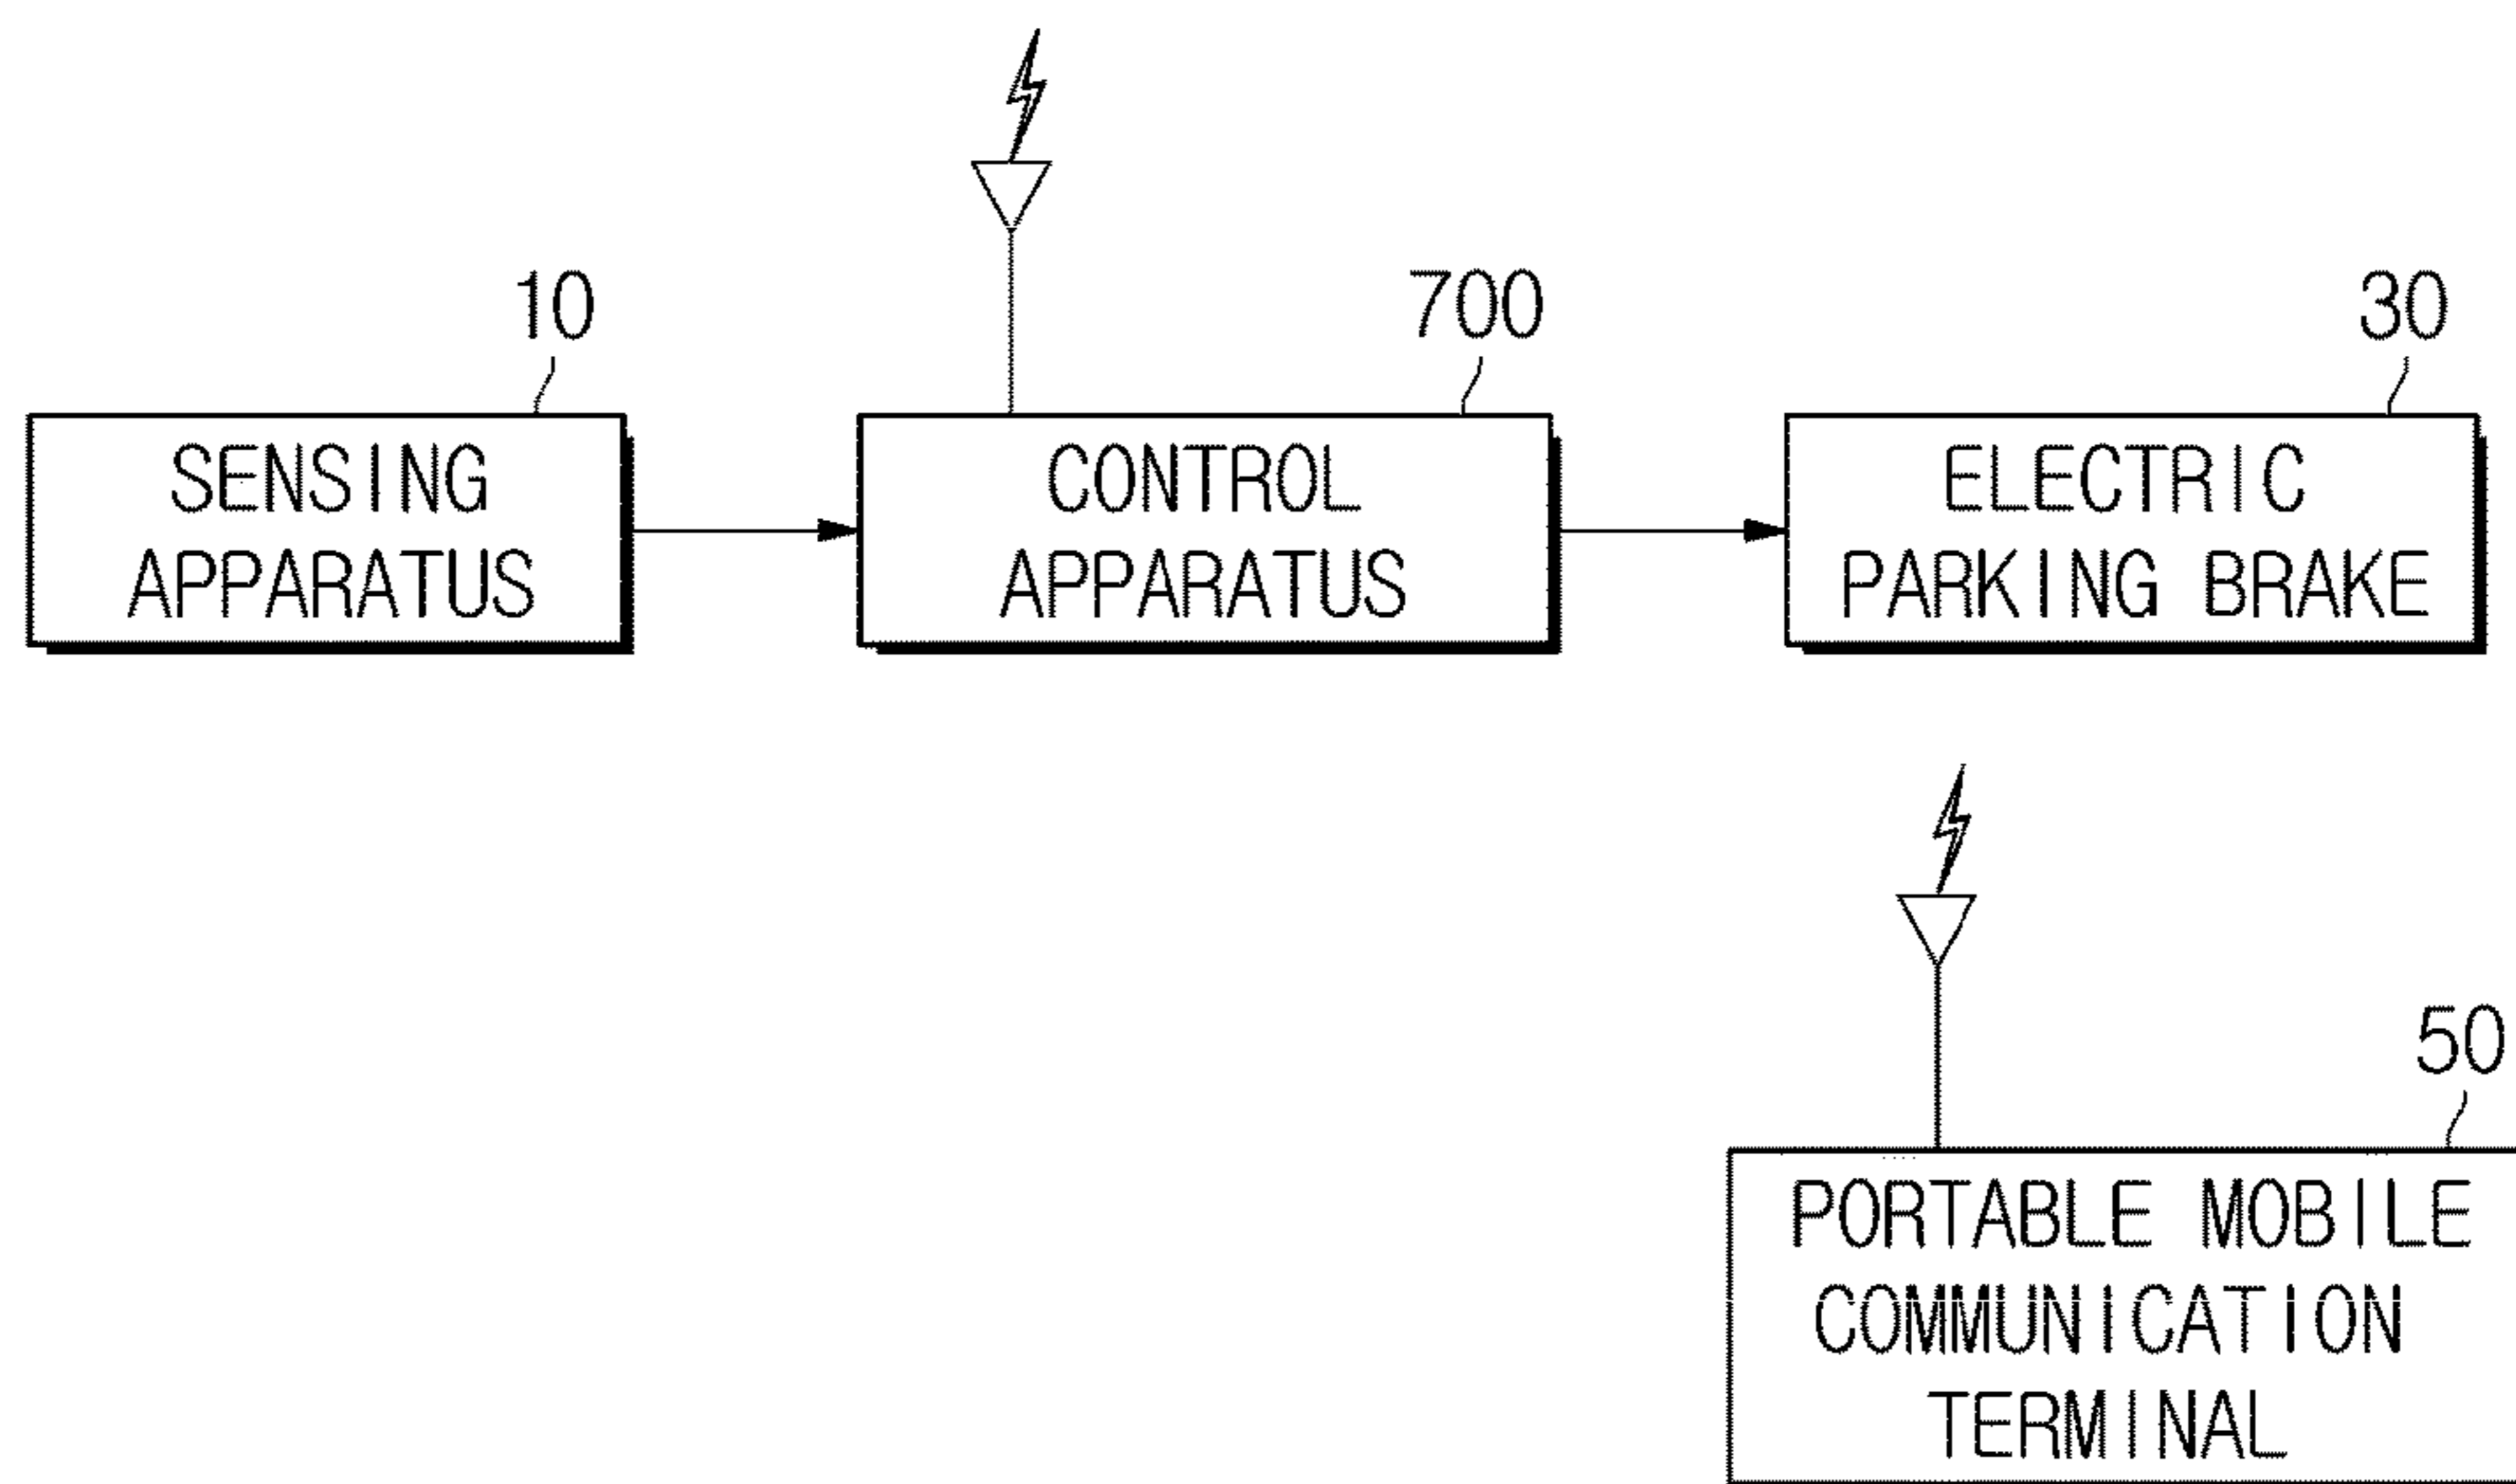 10
700
30
SENSING
APPARATUS
CONTROL
APPARATUS
ELECTRIC
PARKING BRAKE
50
PORTABLE MOBILE
COMMUNICATION
TERMINAL